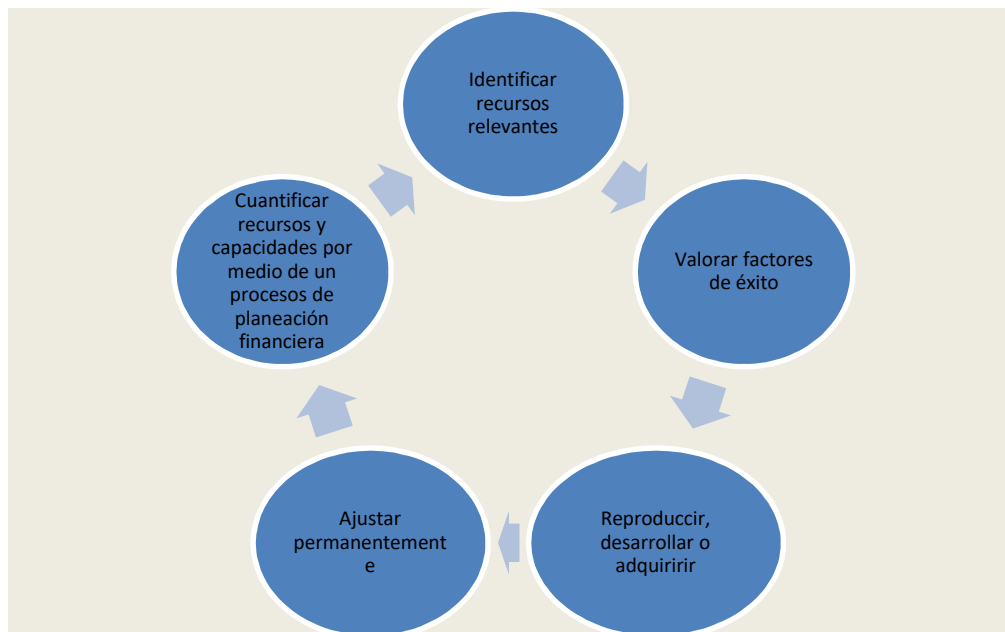 Identificar
recursos
relevantes
Valorar factores
de éxito
Reproduccir,
desarrollar o
adquiririr
Ajustar
permanentement
e
Cuantificar
recursos y
capacidades por
medio de un
procesos de
planeación
financiera